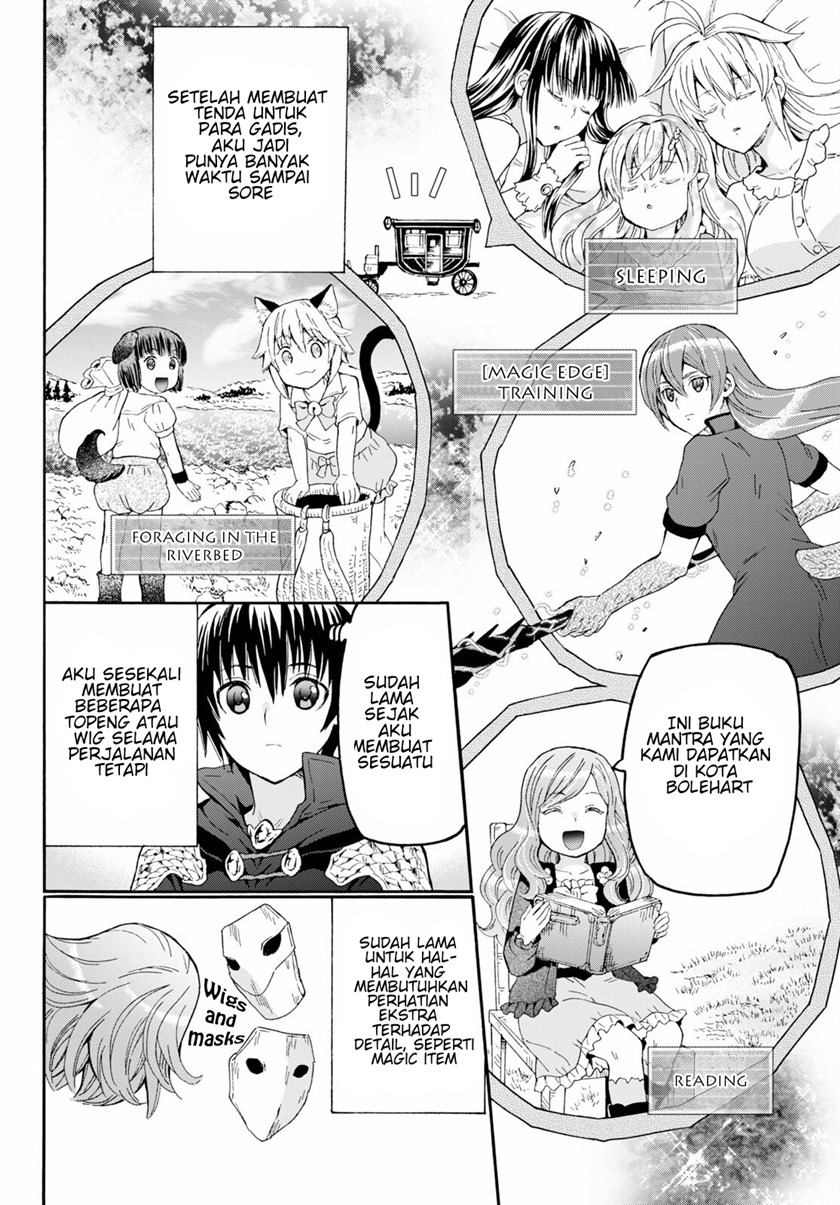 SETELAH MEMBUAT
TENDA UNTUK
PARA GADIS,
AKU JADI
PUNYA BANYAK
WAKTU SAMPAI
SORE
SLEEPING
[MAGIC EDGE]
TRAINING
FORAGING IN THE
RIVERBED
INI BUKU
MANTRA YANG
KAMI DAPATKAN
DI KOTA
BOLEHART
READING
SUDAH
LAMA
SEJAK
AKU
MEMBUAT
SESUATU
AKU SESEKALI
MEMBUAT
BEBERAPA
TOPENG ATAU
WIG SELAMA
PERJALANAN
TETAPI
SUDAH LAMA
UNTUK HAL-
HAL YANG
MEMBUTUHKAN
PERHATIAN
EKSTRA
TERHADAP
DETAIL, SEPERTI
MAGIC ITEM
Wigs
and
Masks